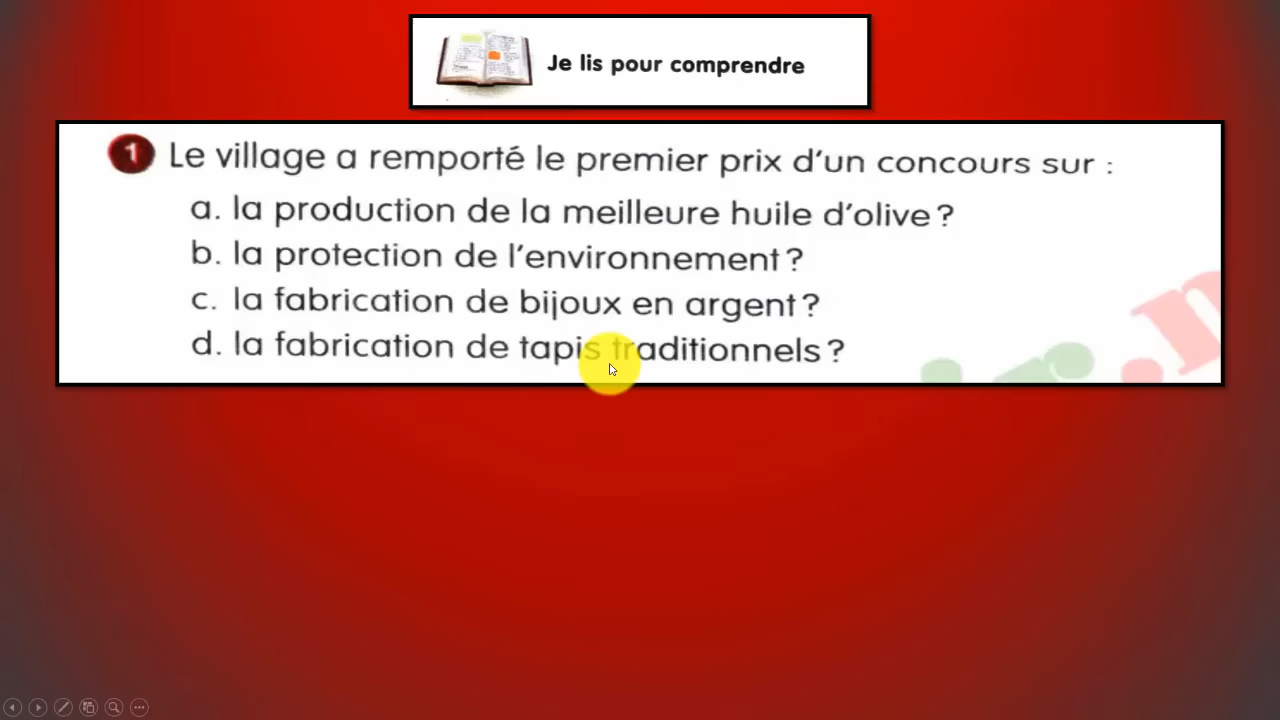 Je lis pour comprendre
1 Le village a remporté le premier prix d'un concours sur :
a. la production de la meilleure huile d'olive ?
b. la protection de l'environnement ?
c. la fabrication de bijoux en argent ?
d. la fabrication de tapis traditionnels ?